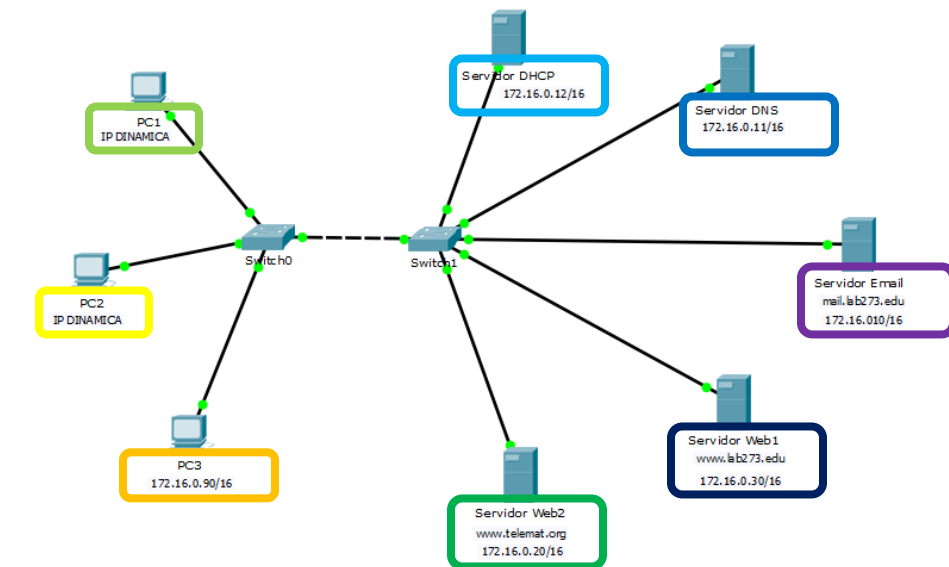 Servidor DHCP
172.16.0.12/16
Servidor DNS
172.16.0.11/16
PC1
IP DINAMICA
Switch0
Switch1
Servidor Email
mail.lab273.edu
172.16.010/16
PC2
IP DINAMICA
PC3
172.16.0.90/16
Servidor Web1
www.lab273.edu
172.16.0.30/16
Servidor Web2
www.telemat.org
172.16.0.20/16